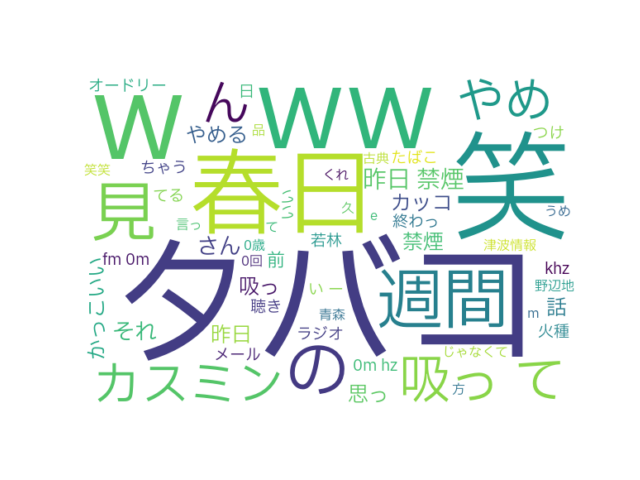 オードリー
W
ん
日
WW
やめ
やめる
品
つけ
笑笑
ちゃう
春日
くれ
古典
たばこ
昨日 禁煙
笑
見
てる
いい
カッコ
うめ
言っ
て
久
e
終わっ
さん
0歳
若林
禁煙
津波情報
かっこいい
fm 0m
タバコ
0回
前
週間
khz
吸っ
い
ー
の
野辺地
それ
聴き
青森
m
話
昨日
ラジオ
火種
メール
0m hz
じゃなくて
カスミン
思っ
方
吸っ て